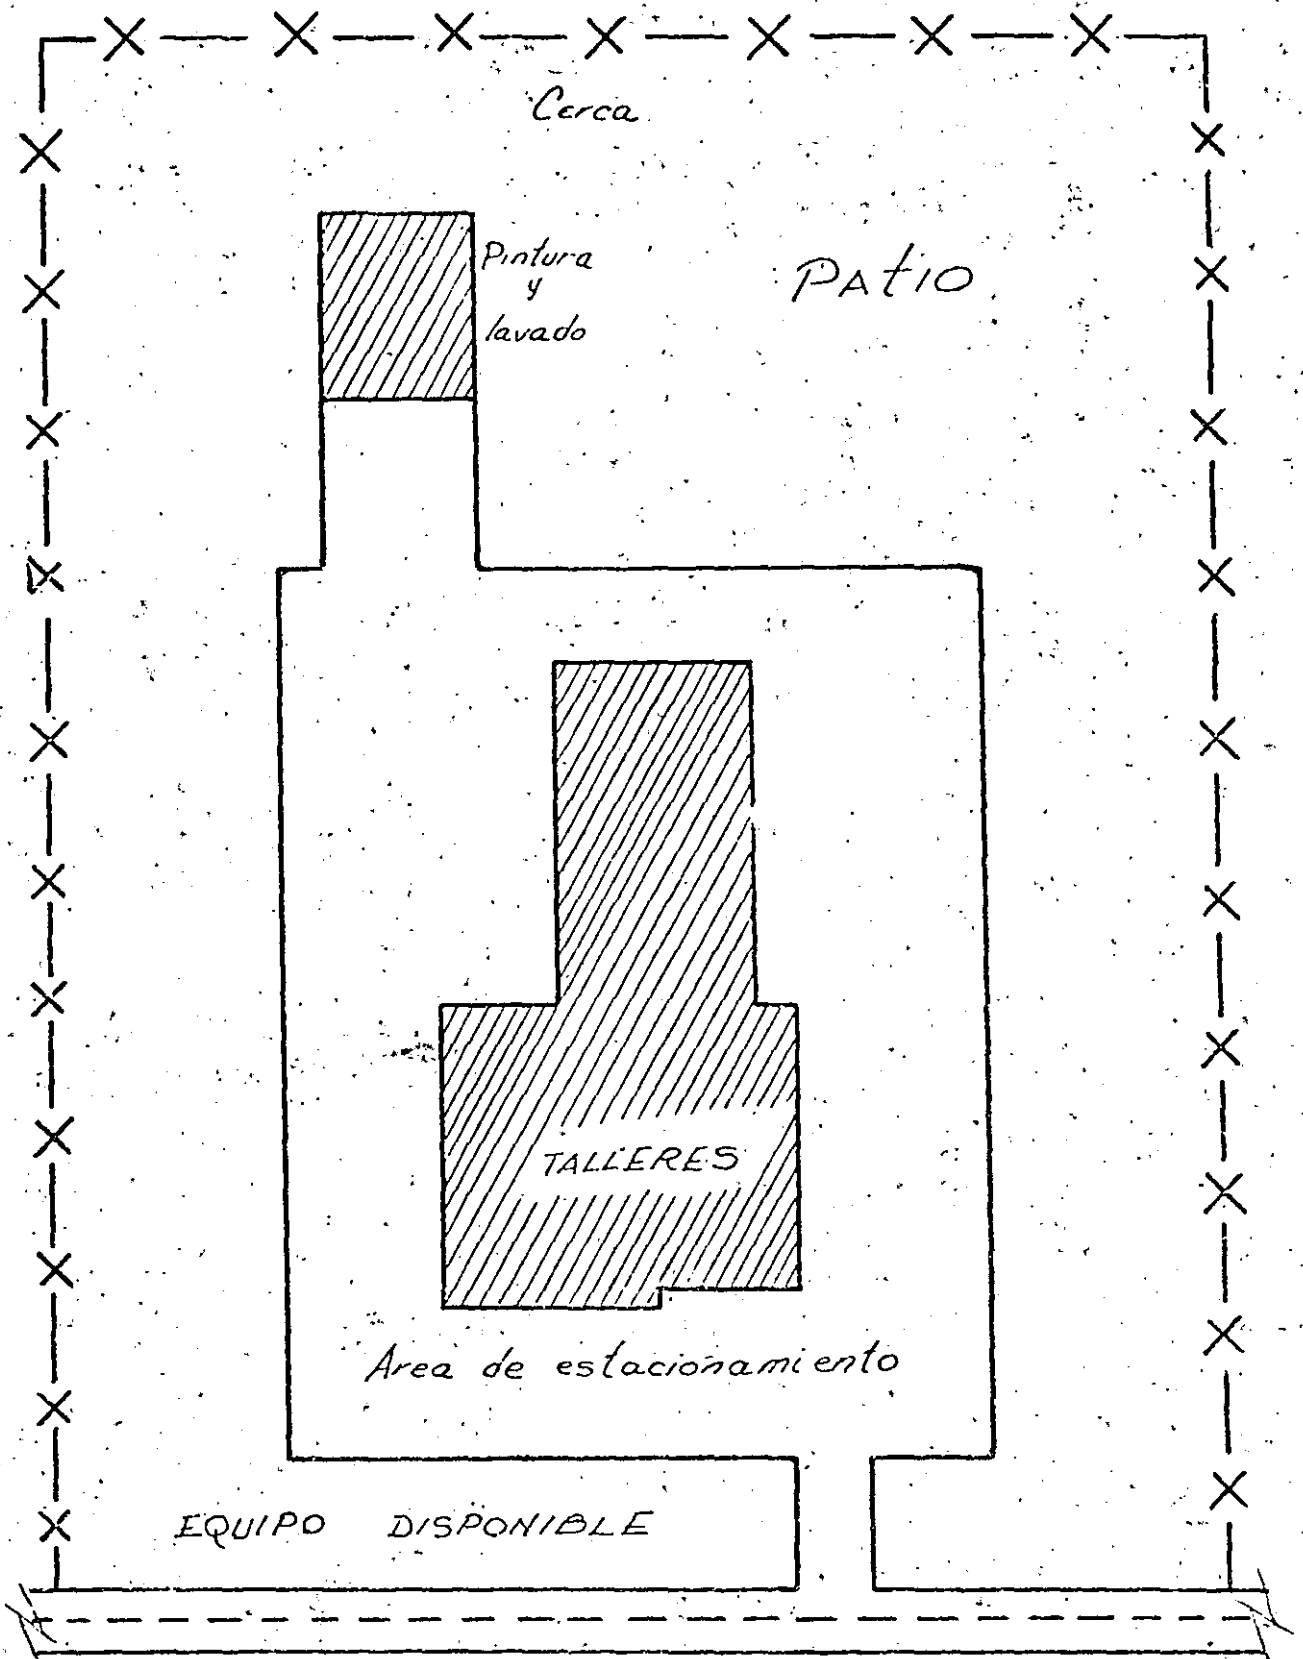 Cerca
Pintura
y
lavado
PATIO
TALLERES
Area de estacionamiento
EQUIPO DISPONIBLE